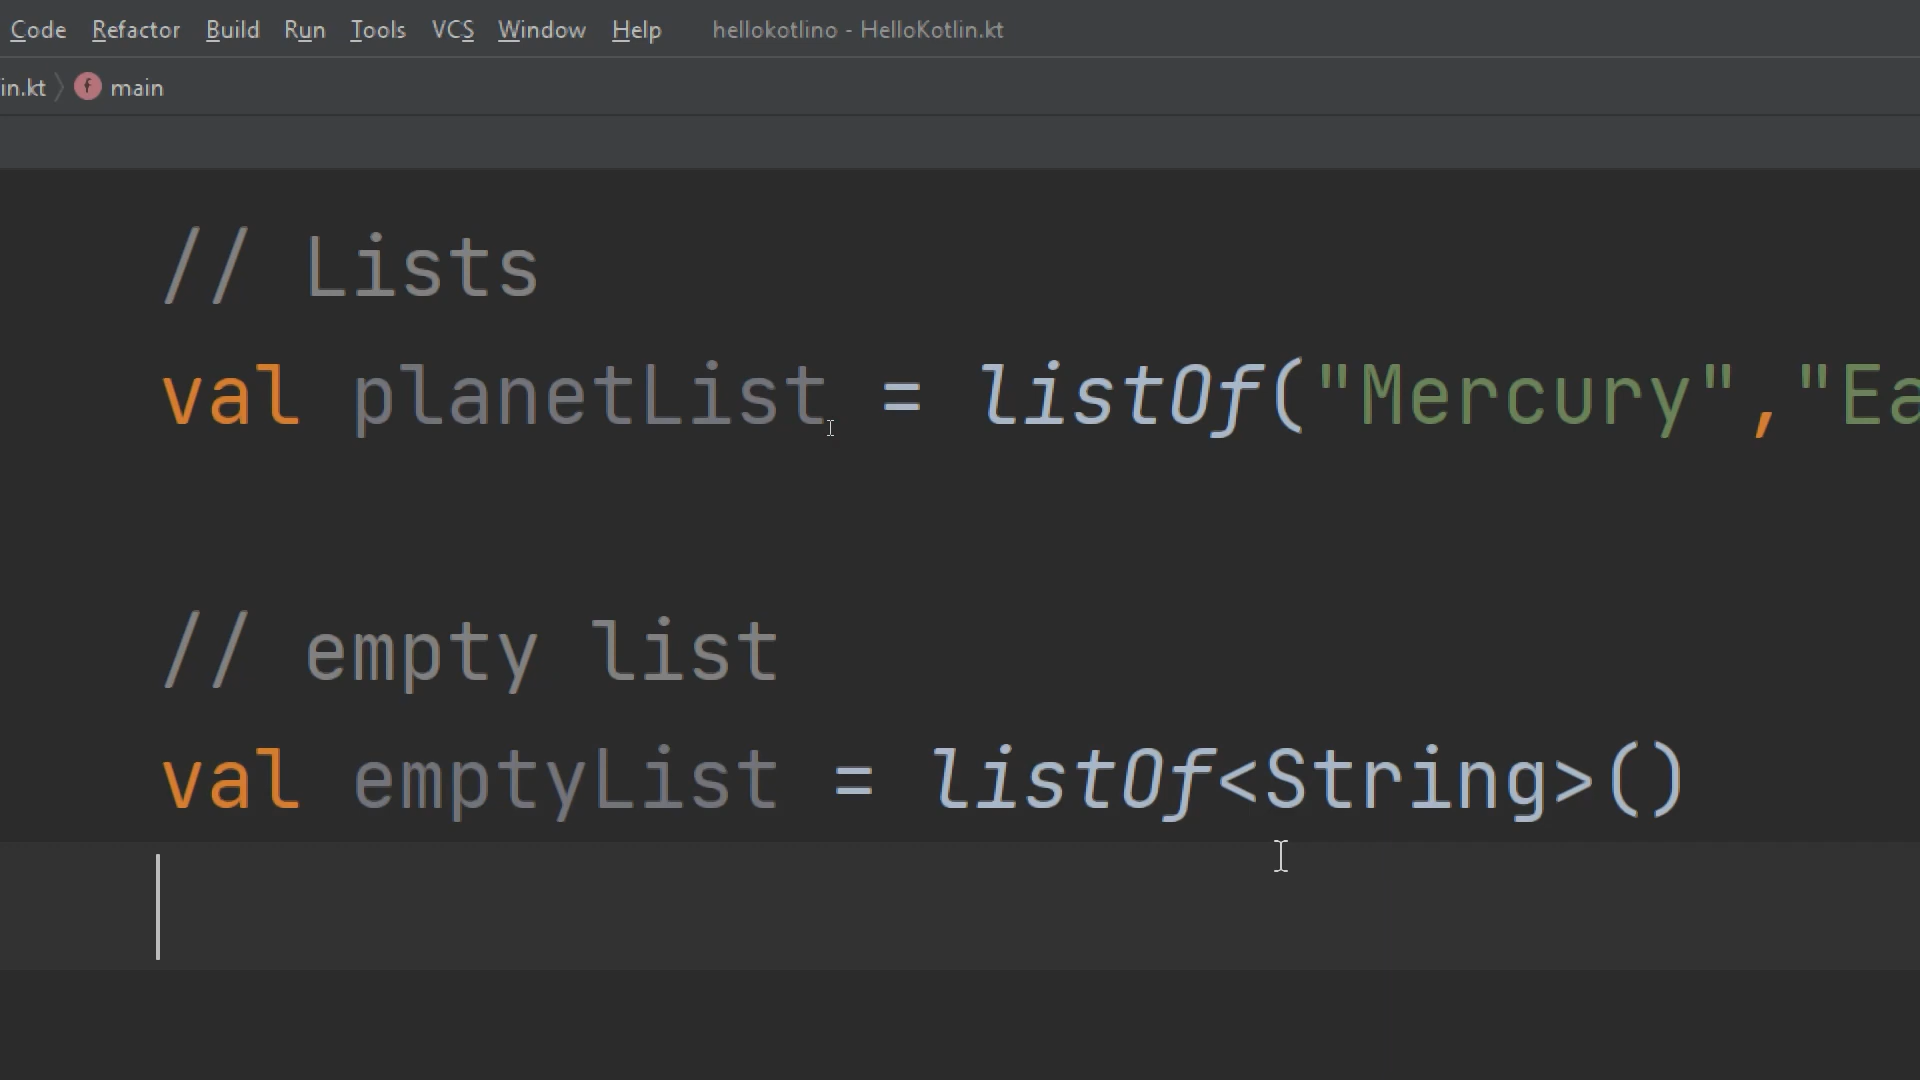 Code Refactor Build Run Tools VCS Window Help hellokotlino - HelloKotlin.kt
in.kt main
// Lists
val planetList = listOf("Mercury","Ea
// empty list
val emptyList = listOf<String>()